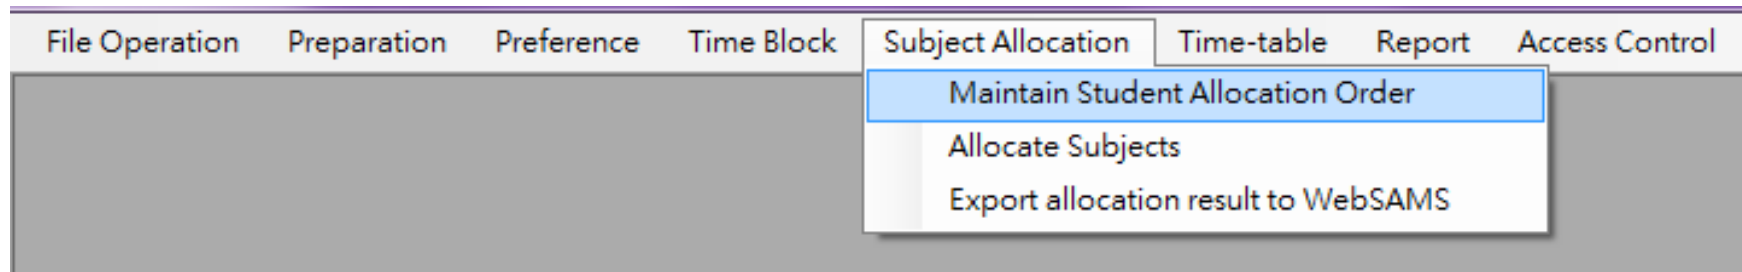 File Operation Preparation Preference Time Block Subject Allocation Time-table Report Access Control
Maintain Student Allocation Order
Allocate Subjects
Export allocation result to WebSAMS